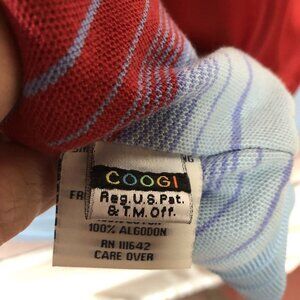 COOGI
Reg. U.S. Pat.
& T.M. Off.
100% ALGODON
RN 111642
CARE OVER